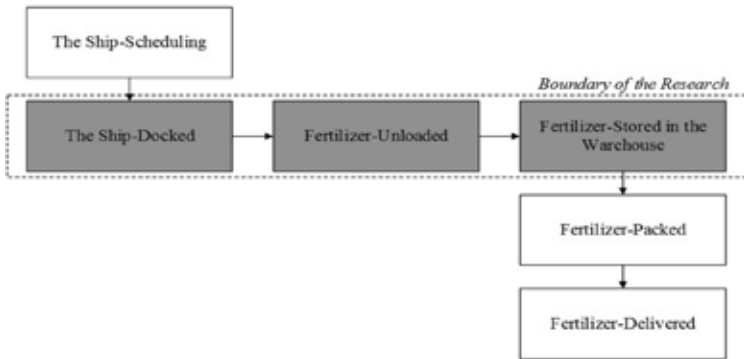 The Ship-Scheduling
Boundary of the Research
The Ship-Docked
Fertilizer-Unloaded
Fertilizer-Stored in the
Warhouse
Fertilizer-Packed
Fertilizer-Delivered